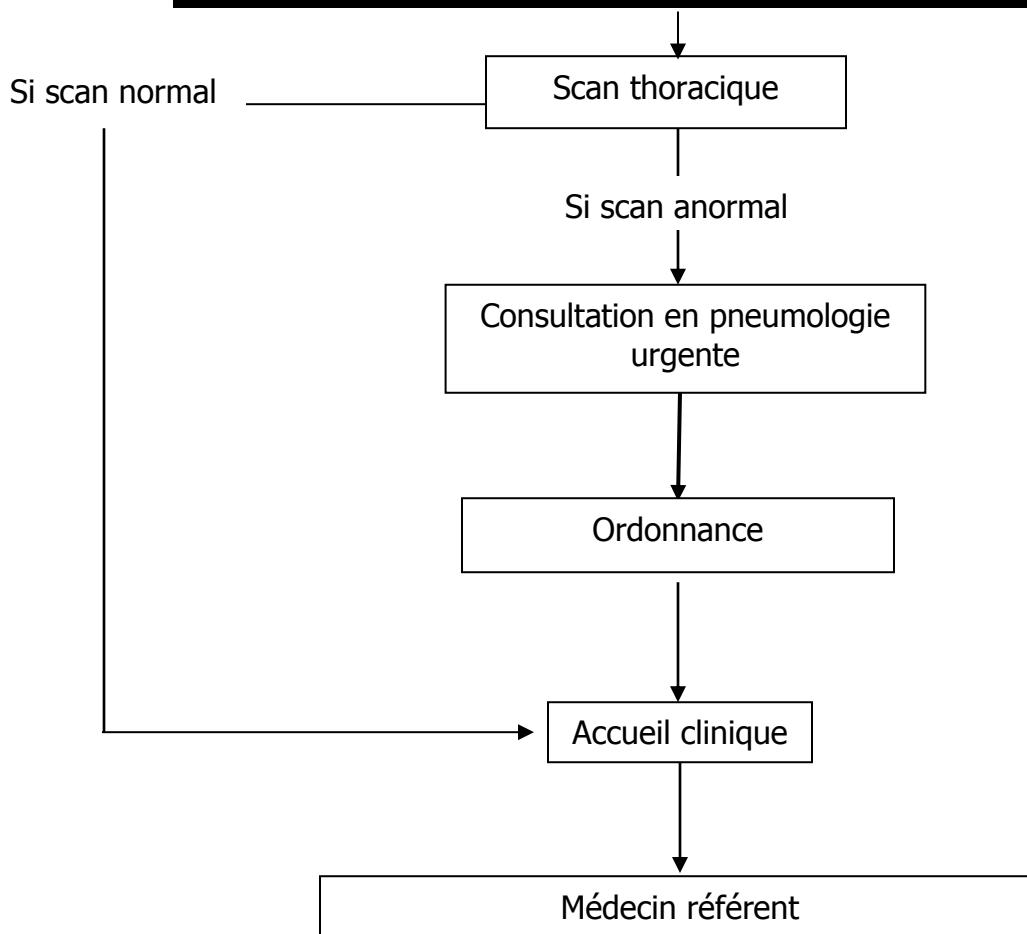 Scan thoracique
Si scan normal
Si scan anormal
Consultation en pneumologie
urgente
Ordonnance
Accueil clinique
Médecin référent